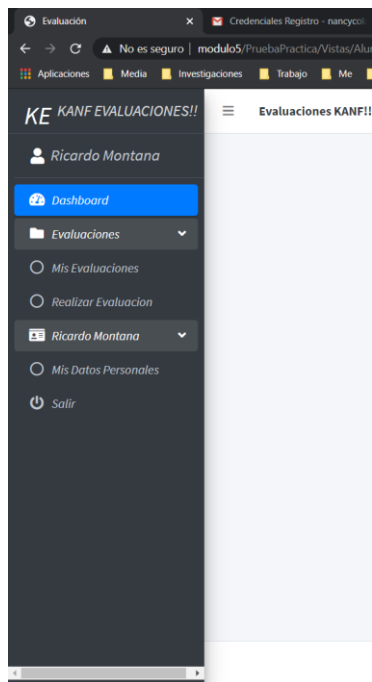 Evaluación
Credenciales Registro - nancycol
No es seguro | modulo5/PruebaPractica/Vistas/Alu
Aplicaciones Media Investigaciones Trabajo Me
KE KANF EVALUACIONES!!
Evaluaciones KANF!!
Ricardo Montana
Dashboard
Evaluaciones
Mis Evaluaciones
Realizar Evaluacion
Ricardo Montana
Mis Datos Personales
Salir